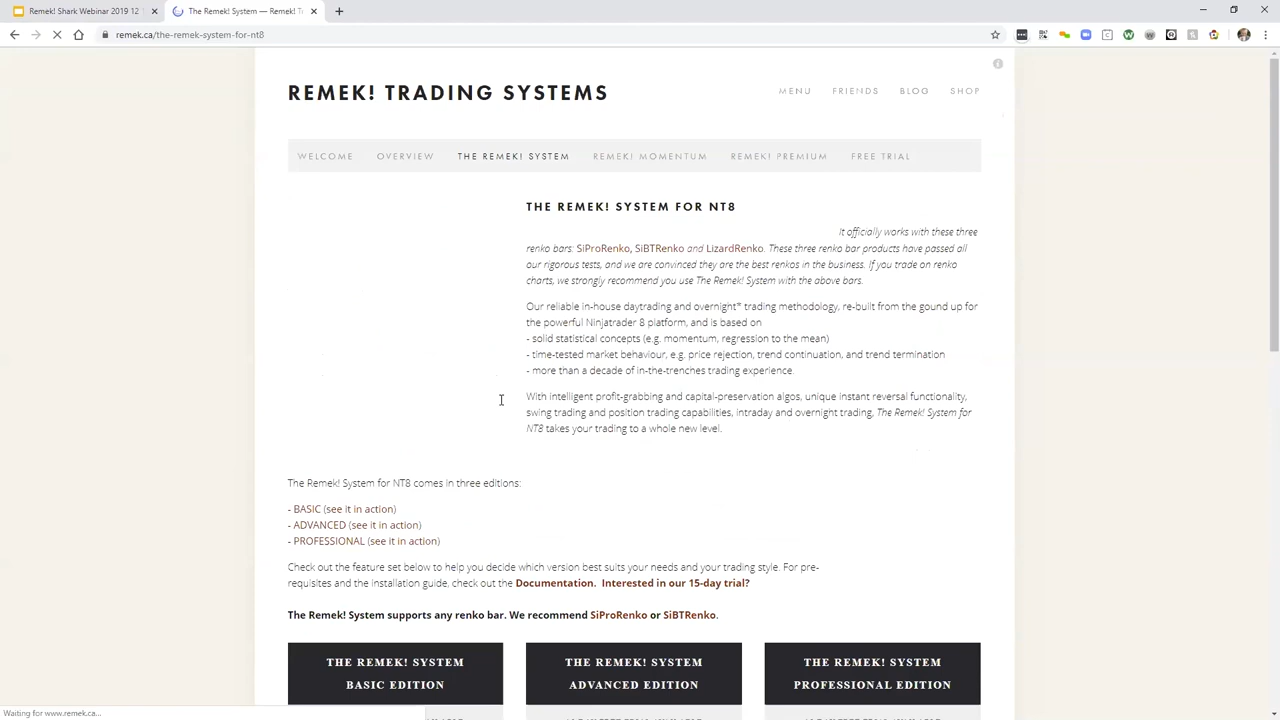 Remek! Shark Webinar 2019 12
The Remek! System — Remek! T
remek.ca/the-remek-system-for-nt8
REMEK! TRADING SYSTEMS
MENU FRIENDS BLOG SHOP
WELCOME OVERVIEW THE REMEK! SYSTEM REMEK! MOMENTUM REMEK! PREMIUM FREE TRIAL
THE REMEK! SYSTEM FOR NT8
It officially works with these three
renko bars: SiProRenko, SiBTRenko and LizardRenko. These three renko bar products have passed all
our rigorous tests, and we are convinced they are the best renkos in the business. If you trade on renko
charts, we strongly recommend you use The Remek! System with the above bars.
Our reliable in-house daytrading and overnight* trading methodology, re-built from the gound up for
the powerful Ninjatrader 8 platform, and is based on
- solid statistical concepts (e.g. momentum, regression to the mean)
- time-tested market behaviour, e.g. price rejection, trend continuation, and trend termination
- more than a decade of in-the-trenches trading experience.
With intelligent profit-grabbing and capital-preservation algos, unique instant reversal functionality,
swing trading and position trading capabilities, intraday and overnight trading, The Remek! System for
NT8 takes your trading to a whole new level.
The Remek! System for NT8 comes in three editions:
- BASIC (see it in action)
- ADVANCED (see it in action)
- PROFESSIONAL (see it in action)
Check out the feature set below to help you decide which version best suits your needs and your trading style. For pre-
requisites and the installation guide, check out the Documentation. Interested in our 15-day trial?
The Remek! System supports any renko bar. We recommend SiProRenko or SiBTRenko.
THE REMEK! SYSTEM
BASIC EDITION
THE REMEK! SYSTEM
ADVANCED EDITION
THE REMEK! SYSTEM
PROFESSIONAL EDITION
Waiting for www.remek.ca...